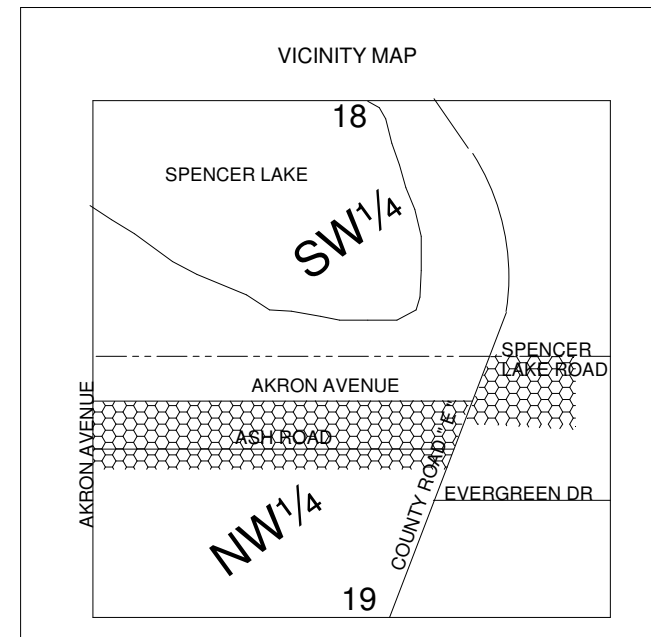 VICINITY MAP
18
SPENCER LAKE
SW¼
SPENCER
LAKE ROAD
AKRON AVENUE
AKRON AVENUE
ASH ROAD
COUNTY ROAD "E"
EVERGREEN DR
NW¼
19